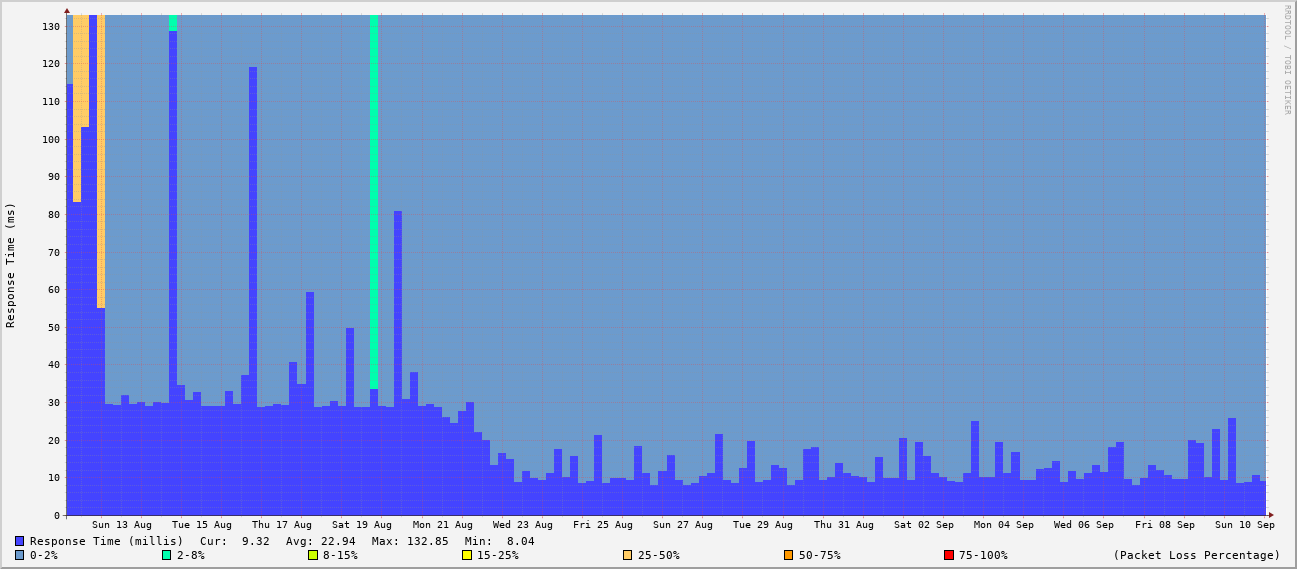 RRDTOOL / TOBI OETIKER
Response Time (ms)
130
120
110
100
90
80
70
60
50
40
30
20
10
0
Sun 13 Aug Tue 15 Aug Thu 17 Aug Sat 19 Aug Mon 21 Aug Wed 23 Aug Fri 25 Aug Sun 27 Aug Tue 29 Aug Thu 31 Aug Sat 02 Sep Mon 04 Sep Wed 06 Sep Fri 08 Sep Sun 10 Sep
Response Time (millis) Cur: 9.32 Avg: 22.94 Max: 132.85 Min: 8.04
0-2% 2-8% 8-15% 15-25% 25-50% 50-75% 75-100% (Packet Loss Percentage)